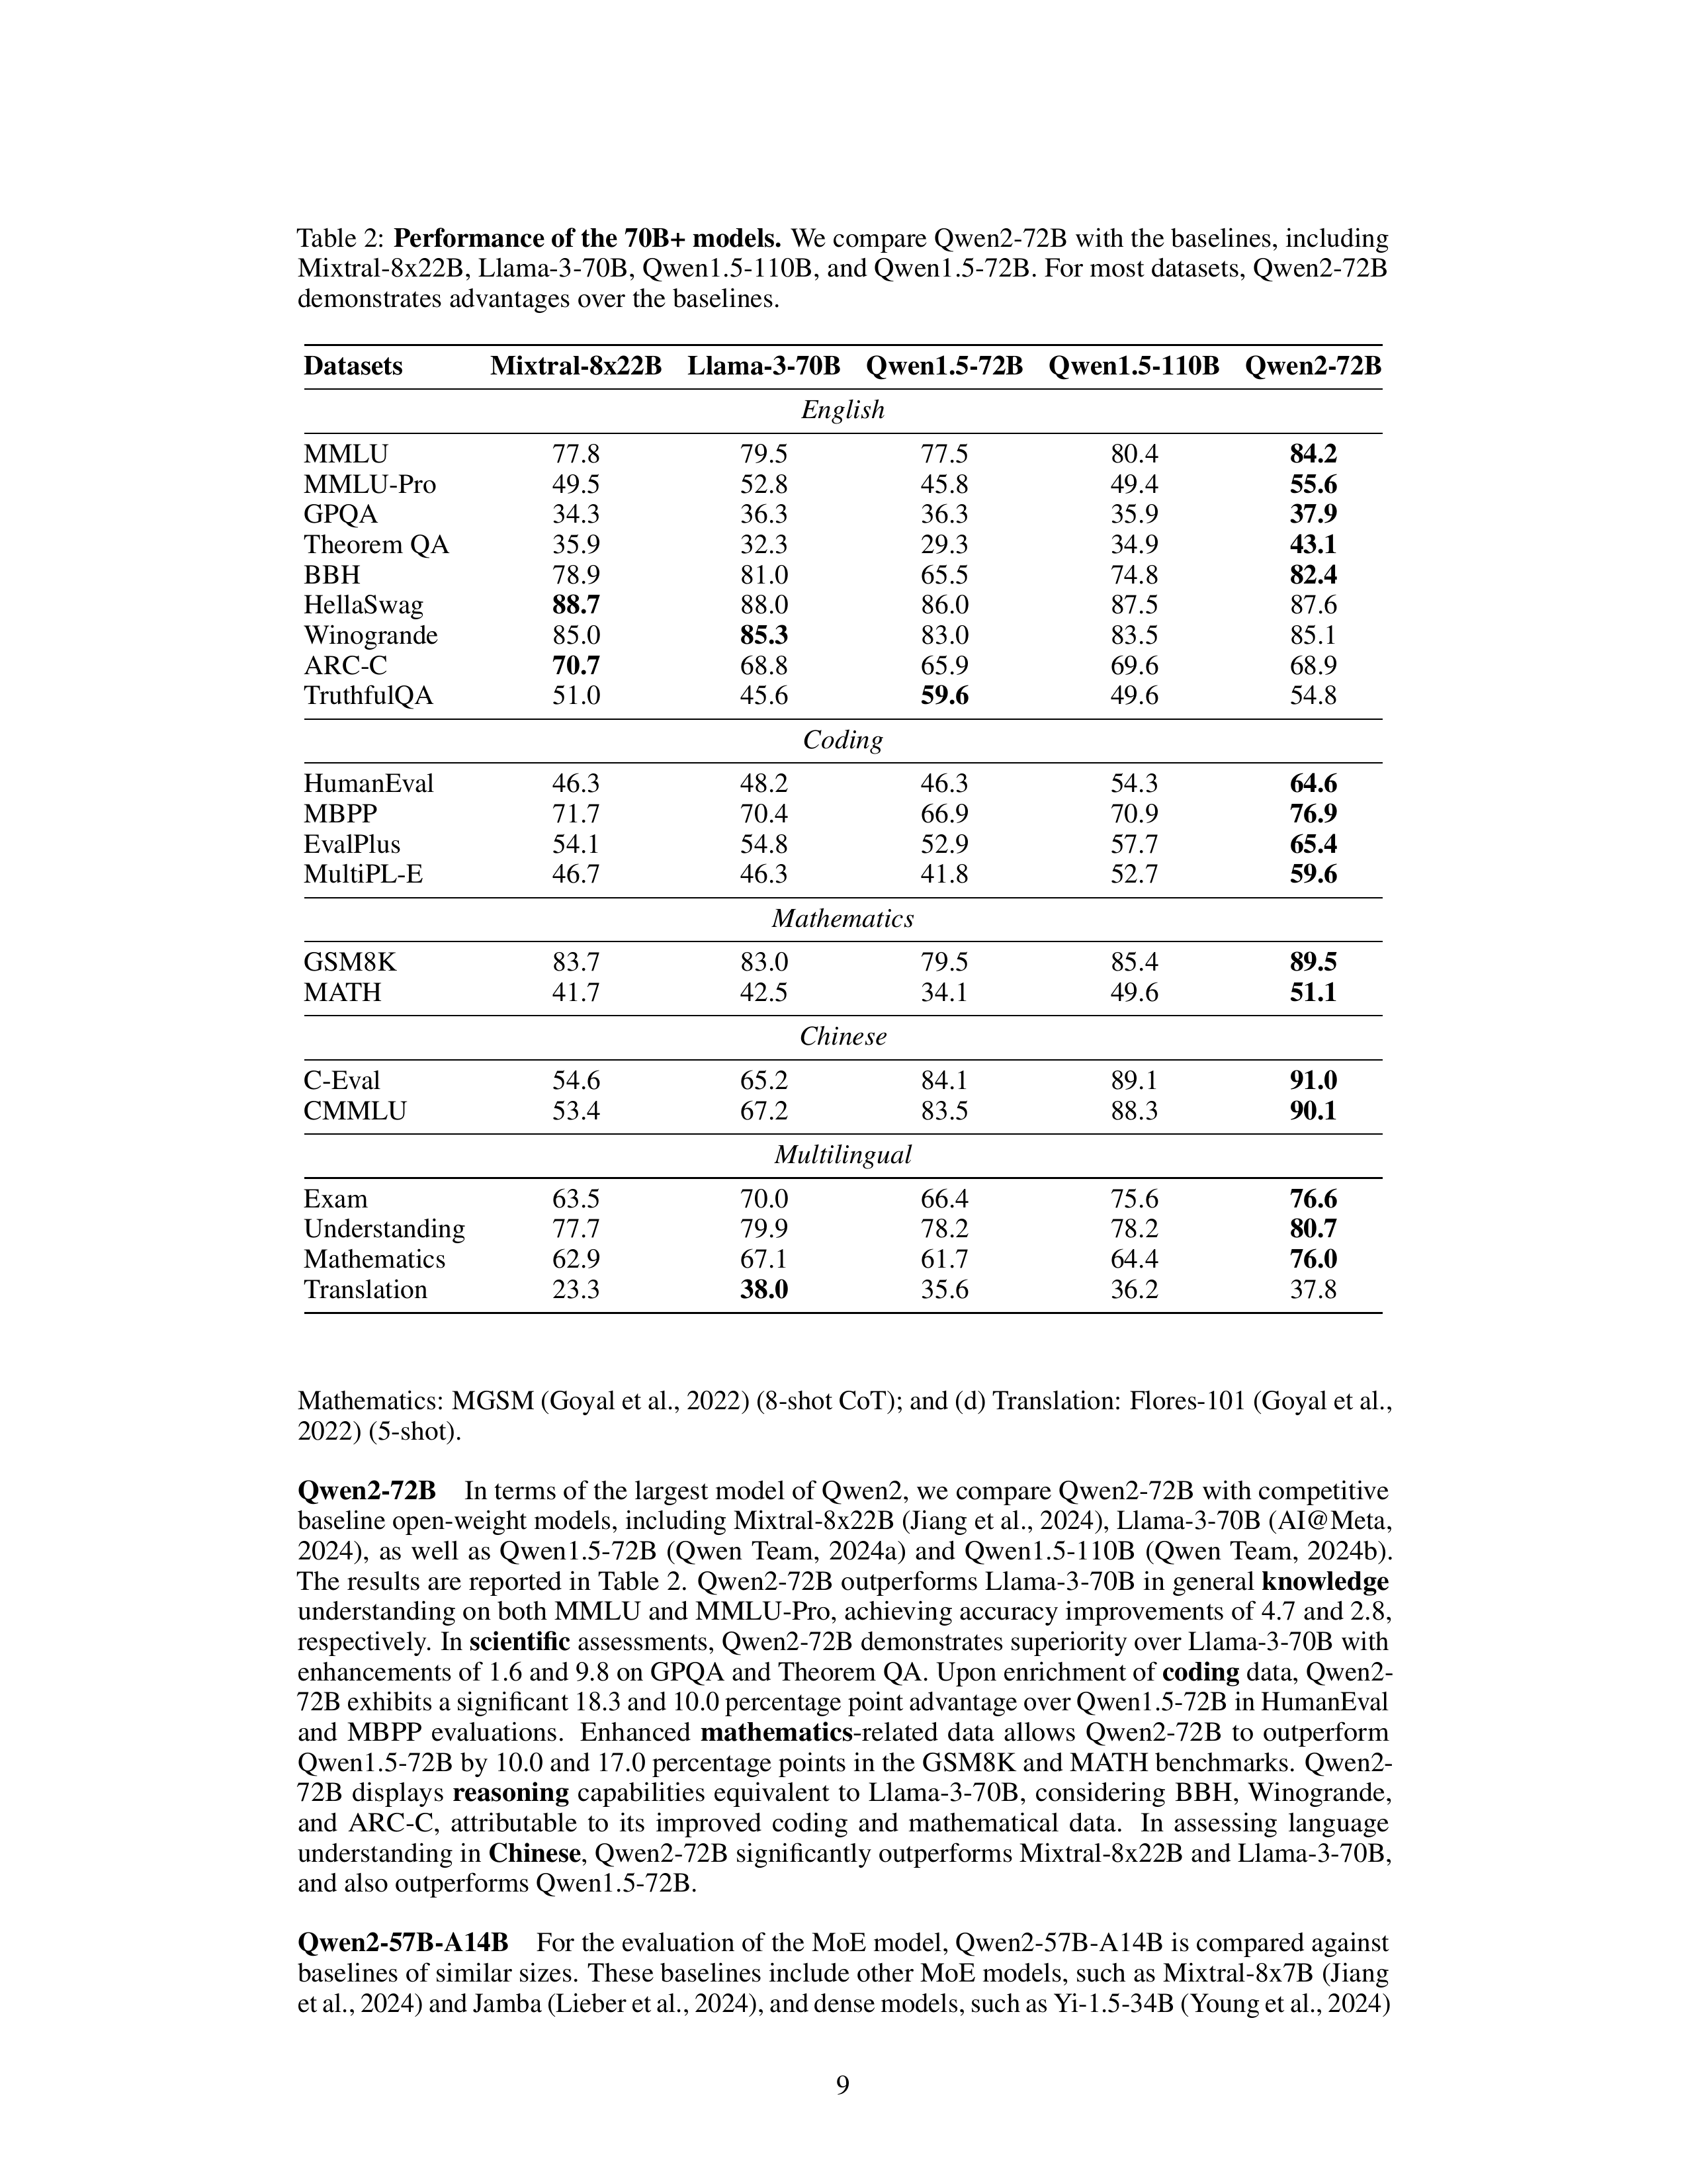 Table 2: Performance of the 70B+ models. We compare Qwen2-72B with the baselines, including
Mixtral-8x22B, Llama-3-70B, Qwen1.5-110B, and Qwen1.5-72B. For most datasets, Qwen2-72B
demonstrates advantages over the baselines.
Datasets Mixtral-8x22B Llama-3-70B Qwen1.5-72B Qwen1.5-110B Qwen2-72B
English
MMLU 77.8 79.5 77.5 80.4 84.2
MMLU-Pro 49.5 52.8 45.8 49.4 55.6
GPQA 34.3 36.3 36.3 35.9 37.9
Theorem QA 35.9 32.3 29.3 34.9 43.1
BBH 78.9 81.0 65.5 74.8 82.4
HellaSwag 88.7 88.0 86.0 87.5 87.6
Winogrande 85.0 85.3 83.0 83.5 85.1
ARC-C 70.7 68.8 65.9 69.6 68.9
TruthfulQA 51.0 45.6 59.6 49.6 54.8
Coding
HumanEval 46.3 48.2 46.3 54.3 64.6
MBPP 71.7 70.4 66.9 70.9 76.9
EvalPlus 54.1 54.8 52.9 57.7 65.4
MultiPL-E 46.7 46.3 41.8 52.7 59.6
Mathematics
GSM8K 83.7 83.0 79.5 85.4 89.5
MATH 41.7 42.5 34.1 49.6 51.1
Chinese
C-Eval 54.6 65.2 84.1 89.1 91.0
CMMLU 53.4 67.2 83.5 88.3 90.1
Multilingual
Exam 63.5 70.0 66.4 75.6 76.6
Understanding 77.7 79.9 78.2 78.2 80.7
Mathematics 62.9 67.1 61.7 64.4 76.0
Translation 23.3 38.0 35.6 36.2 37.8
Mathematics: MGSM (Goyal et al., 2022) (8-shot CoT); and (d) Translation: Flores-101 (Goyal et al.,
2022) (5-shot).
Qwen2-72B In terms of the largest model of Qwen2, we compare Qwen2-72B with competitive
baseline open-weight models, including Mixtral-8x22B (Jiang et al., 2024), Llama-3-70B (AI@Meta,
2024), as well as Qwen1.5-72B (Qwen Team, 2024a) and Qwen1.5-110B (Qwen Team, 2024b).
The results are reported in Table 2. Qwen2-72B outperforms Llama-3-70B in general knowledge
understanding on both MMLU and MMLU-Pro, achieving accuracy improvements of 4.7 and 2.8,
respectively. In scientific assessments, Qwen2-72B demonstrates superiority over Llama-3-70B with
enhancements of 1.6 and 9.8 on GPQA and Theorem QA. Upon enrichment of coding data, Qwen2-
72B exhibits a significant 18.3 and 10.0 percentage point advantage over Qwen1.5-72B in HumanEval
and MBPP evaluations. Enhanced mathematics-related data allows Qwen2-72B to outperform
Qwen1.5-72B by 10.0 and 17.0 percentage points in the GSM8K and MATH benchmarks. Qwen2-
72B displays reasoning capabilities equivalent to Llama-3-70B, considering BBH, Winogrande,
and ARC-C, attributable to its improved coding and mathematical data. In assessing language
understanding in Chinese, Qwen2-72B significantly outperforms Mixtral-8x22B and Llama-3-70B,
and also outperforms Qwen1.5-72B.
Qwen2-57B-A14B For the evaluation of the MoE model, Qwen2-57B-A14B is compared against
baselines of similar sizes. These baselines include other MoE models, such as Mixtral-8x7B (Jiang
et al., 2024) and Jamba (Lieber et al., 2024), and dense models, such as Yi-1.5-34B (Young et al., 2024)
9